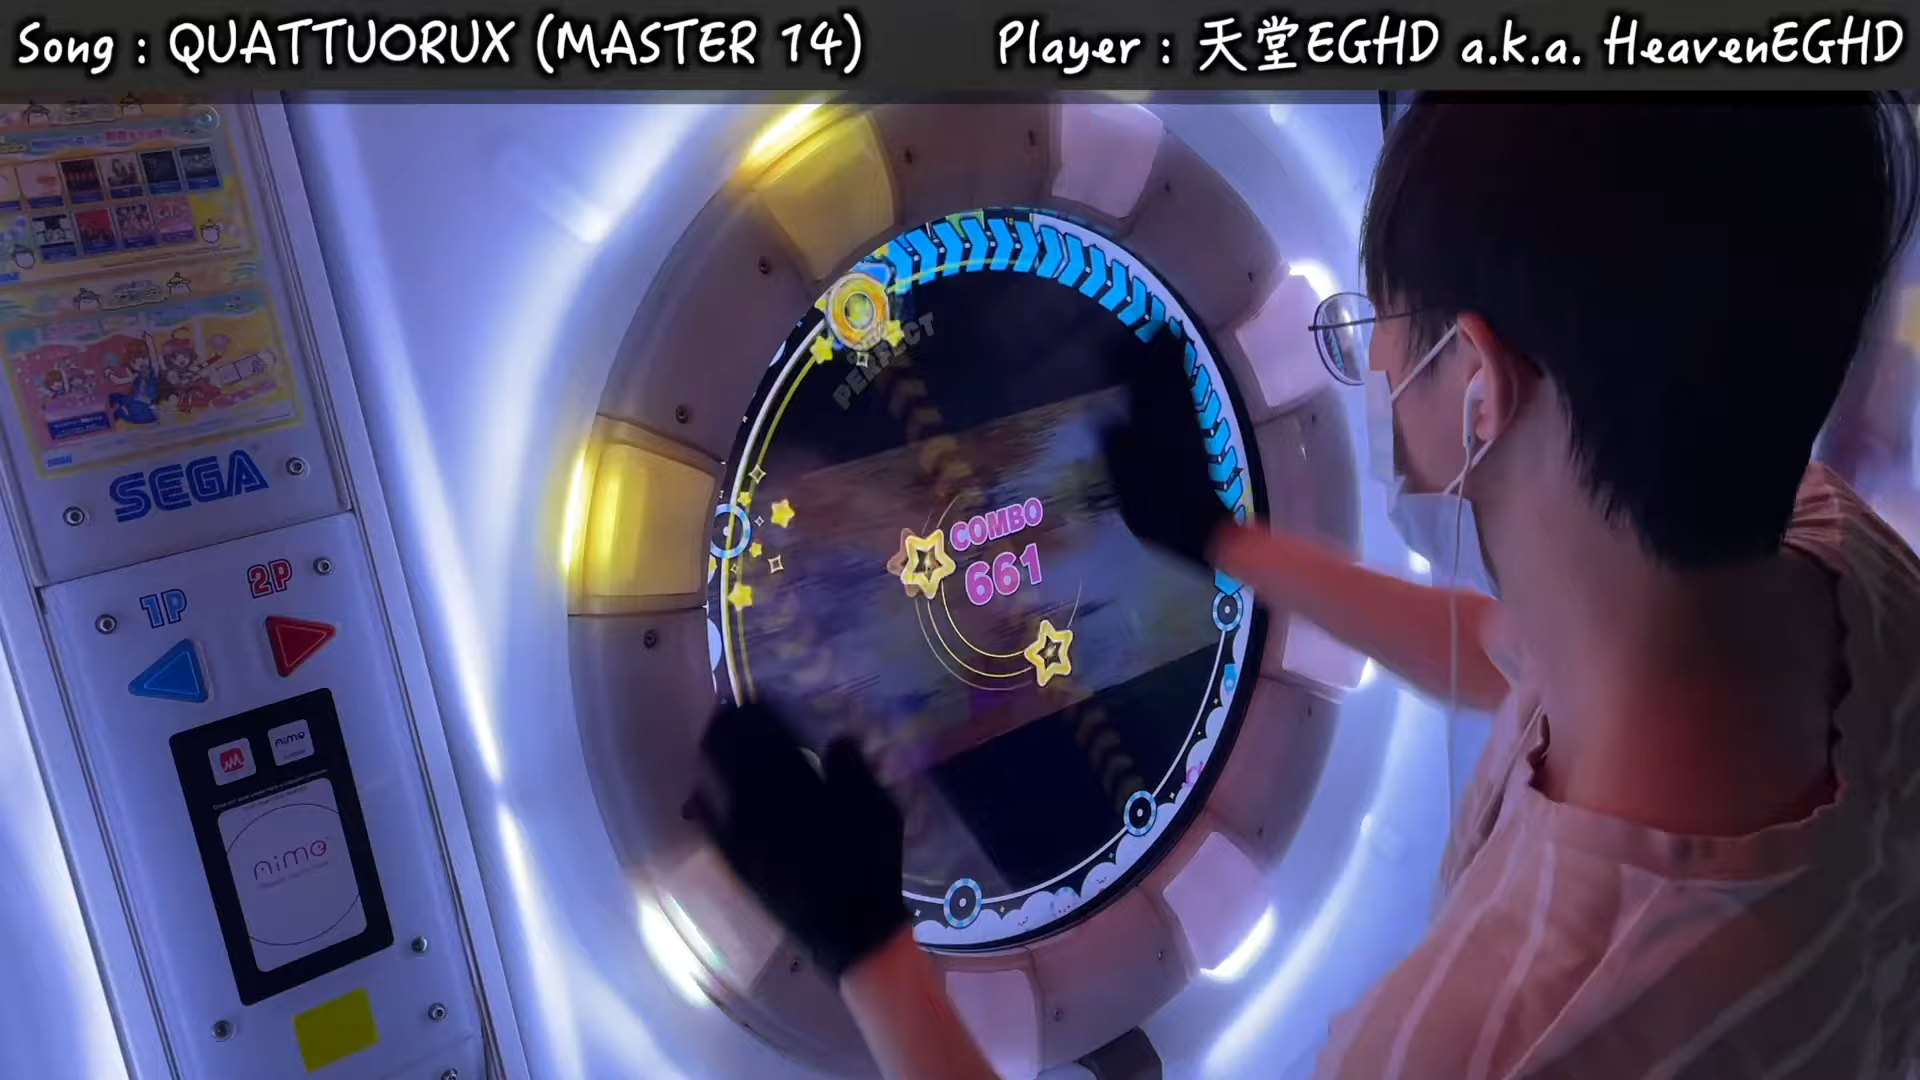 Song : QUATTUORUX (MASTER 14)
Player : 天堂EGHD a.k.a. HeavenEGHD
PERFECT
COMBO
661
SEGA
1P
2P
Aime
Aime